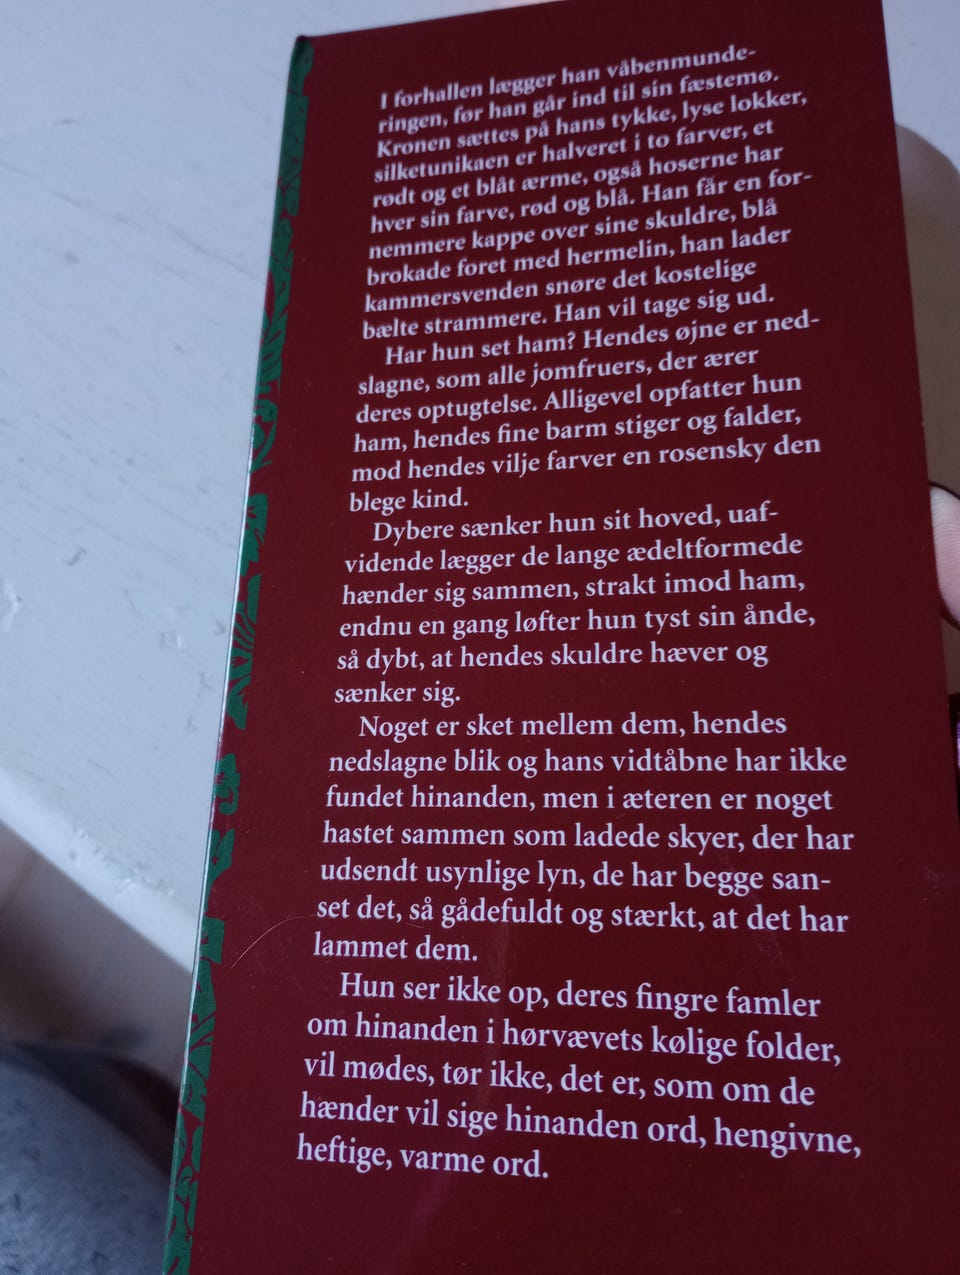 I forhallen lægger han våbenmunde-
ringen, før han går ind til sin fæstemø.
Kronen sættes på hans tykke, lyse lokker,
silketunikaen er halveret i to farver, et
rødt og et blåt ærme, også hoserne har
hver sin farve, rød og blå. Han får en for-
nemmere kappe over sine skuldre, blå
brokade foret med hermelin, han lader
kammersvenden snøre det kostelige
bælte strammere. Han vil tage sig ud.
Har hun set ham? Hendes øjne er ned-
slagne, som alle jomfruers, der ærer
deres optugtelse. Alligevel opfatter hun
ham, hendes fine barm stiger og falder,
mod hendes vilje farver en rosensky den
blege kind.
Dybere sænker hun sit hoved, uaf-
vidende lægger de lange ædeltformede
hænder sig sammen, strakt imod ham,
endnu en gang løfter hun tyst sin ånde,
så dybt, at hendes skuldre hæver og
sænker sig.
Noget er sket mellem dem, hendes
nedslagne blik og hans vidtåbne har ikke
fundet hinanden, men i æteren er noget
hastet sammen som ladede skyer, der har
udsendt usynlige lyn, de har begge san-
set det, så gådefuldt og stærkt, at det har
lammet dem.
Hun ser ikke op, deres fingre famler
om hinanden i hørvævets kølige folder,
vil mødes, tør ikke, det er, som om de
hænder vil sige hinanden ord, hengivne,
heftige, varme ord.